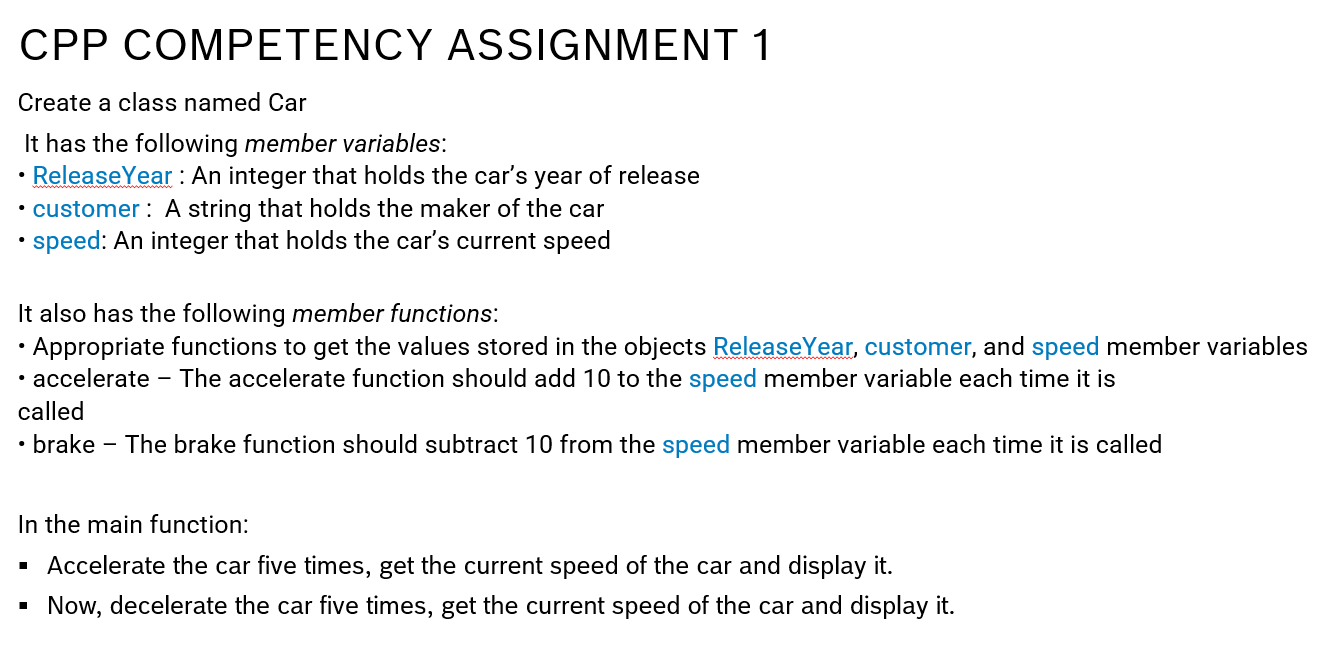 CPP COMPETENCY ASSIGNMENT 1
Create a class named Car
It has the following member variables:
• ReleaseYear : An integer that holds the car’s year of release
• customer :  A string that holds the maker of the car
• speed: An integer that holds the car’s current speed
It also has the following member functions:
• Appropriate functions to get the values stored in the objects ReleaseYear, customer, and speed member variables
• accelerate – The accelerate function should add 10 to the speed member variable each time it is
called
• brake – The brake function should subtract 10 from the speed member variable each time it is called
In the main function:
▪ Accelerate the car five times, get the current speed of the car and display it.
▪ Now, decelerate the car five times, get the current speed of the car and display it.